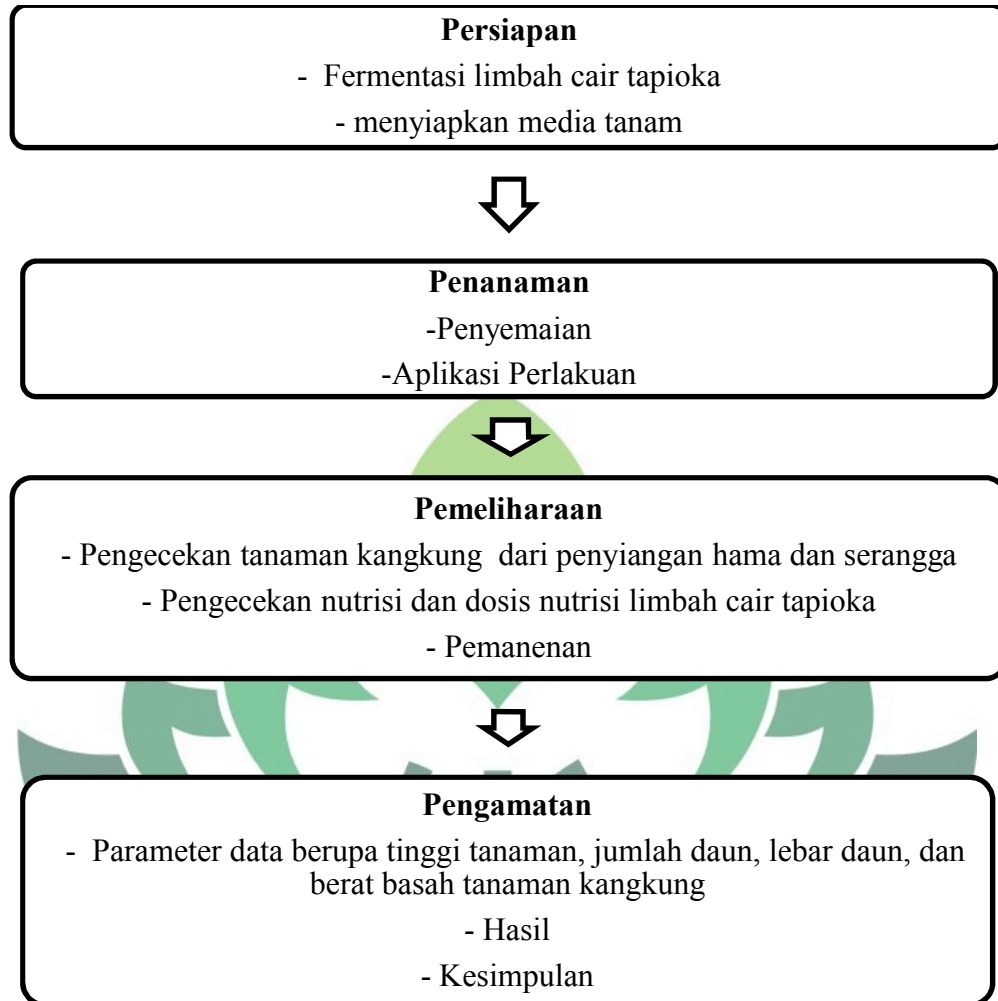 Persiapan
- Fermentasi limbah cair tapioka
- menyiapkan media tanam
Penanaman
-Penyemaian
-Aplikasi Perlakuan
Pemeliharaan
- Pengecekan tanaman kangkung dari penyiangan hama dan serangga
- Pengecekan nutrisi dan dosis nutrisi limbah cair tapioka
- Pemanenan
Pengamatan
- Parameter data berupa tinggi tanaman, jumlah daun, lebar daun, dan
berat basah tanaman kangkung
- Hasil
- Kesimpulan